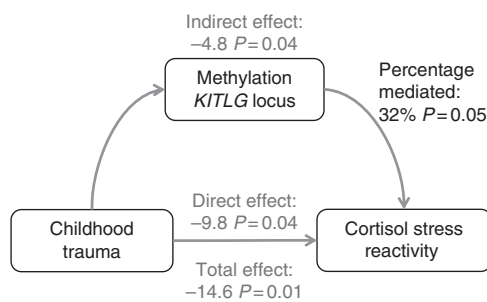 Indirect effect:
–4.8 P=0.04
Methylation
KITLG locus
Percentage
mediated:
32% P=0.05
Direct effect:
–9.8 P=0.04
Childhood
trauma
Cortisol stress
reactivity
Total effect:
–14.6 P=0.01